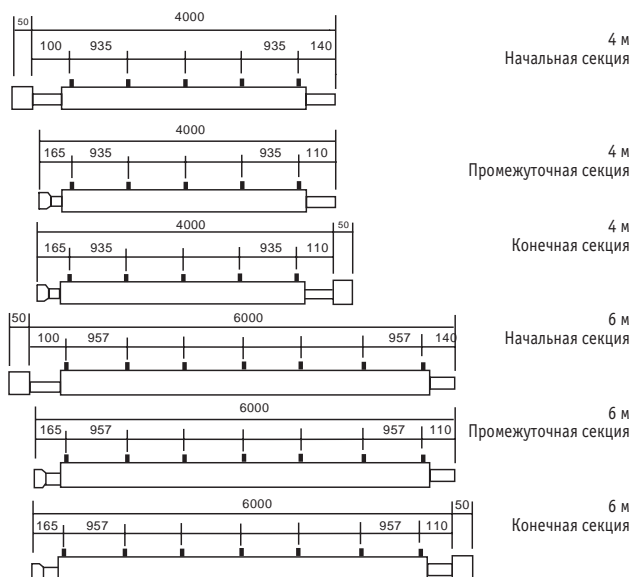 50 4000
100 935 935 140
4 м
Начальная секция
4000
165 935 935 110
4 м
Промежуточная секция
4000 50
165 935 935 110
4 м
Конечная секция
50 6000
100 957 957 140
6 м
Начальная секция
6000
165 957 957 110
6 м
Промежуточная секция
6000 50
165 957 957 110
6 м
Конечная секция